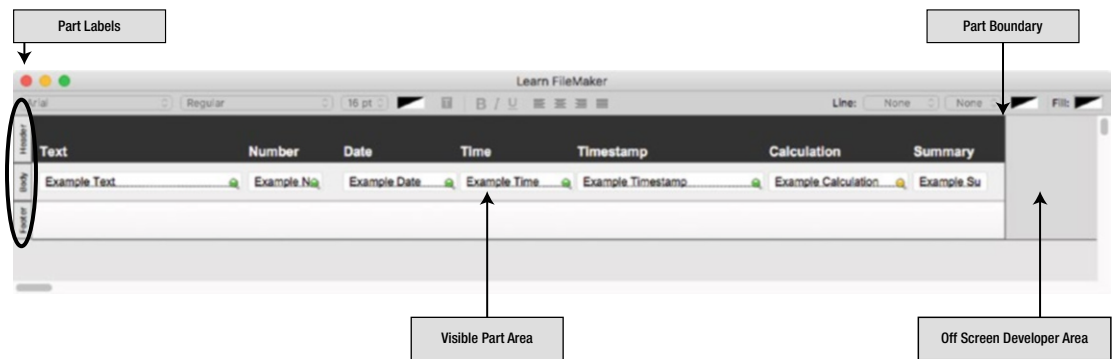 Part Labels
Part Boundary
Learn FileMaker
Arial Regular 16 pt B I U Line: None None Fill:
Header
Text Number Date Time Timestamp Calculation Summary
Body
Example Text Example N Example Date Example Time Example Timestamp Example Calculation Example Su
Footer
Visible Part Area
Off Screen Developer Area